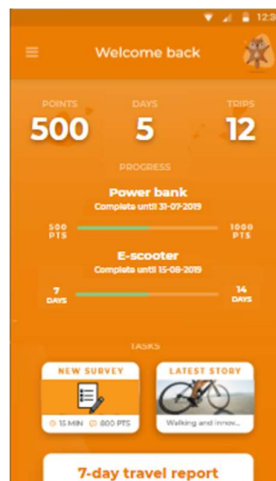 12:3
Welcome back
POINTS DAYS TRIPS
500 5 12
PROGRESS
Power bank
Complete until 31-07-2019
500 PTS 1000 PTS
E-scooter
Complete until 15-08-2019
7 DAYS 14 DAYS
TASKS
NEW SURVEY LATEST STORY
15 MIN 800 PTS Walking and innov...
7-day travel report